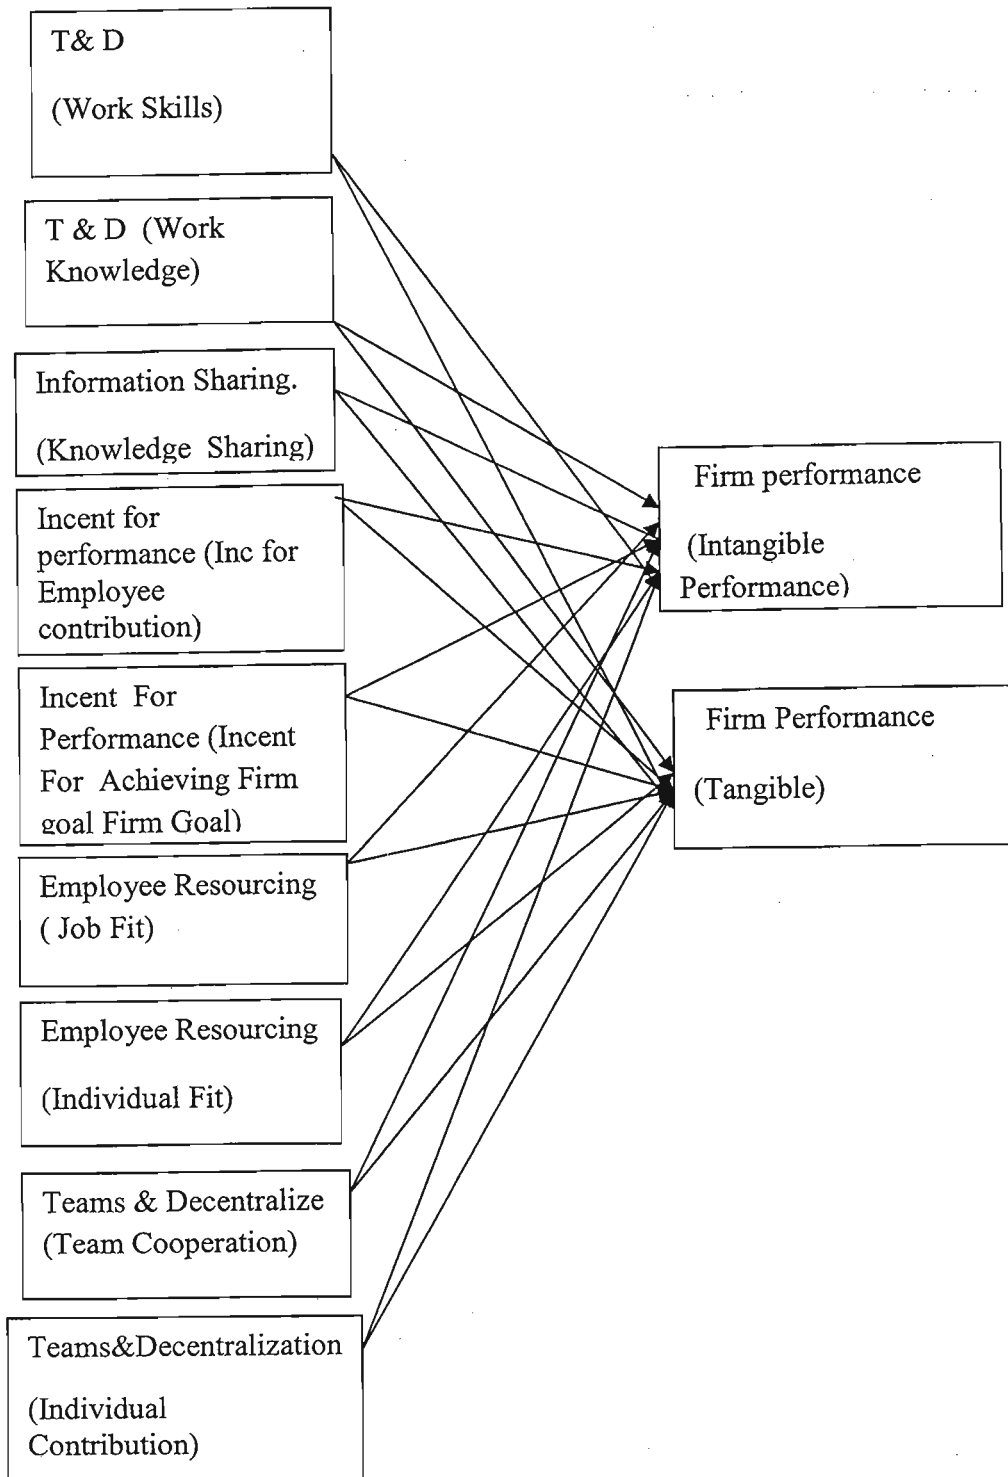 T& D
(Work Skills)
T & D (Work
Knowledge)
Information Sharing.
(Knowledge Sharing)
Incent for
performance (Inc for
Employee
contribution)
Incent For
Performance (Incent
For Achieving Firm
goal Firm Goal)
Employee Resourcing
( Job Fit)
Employee Resourcing
(Individual Fit)
Teams & Decentralize
(Team Cooperation)
Teams&Decentralization
(Individual
Contribution)
Firm performance
(Intangible
Performance)
Firm Performance
(Tangible)